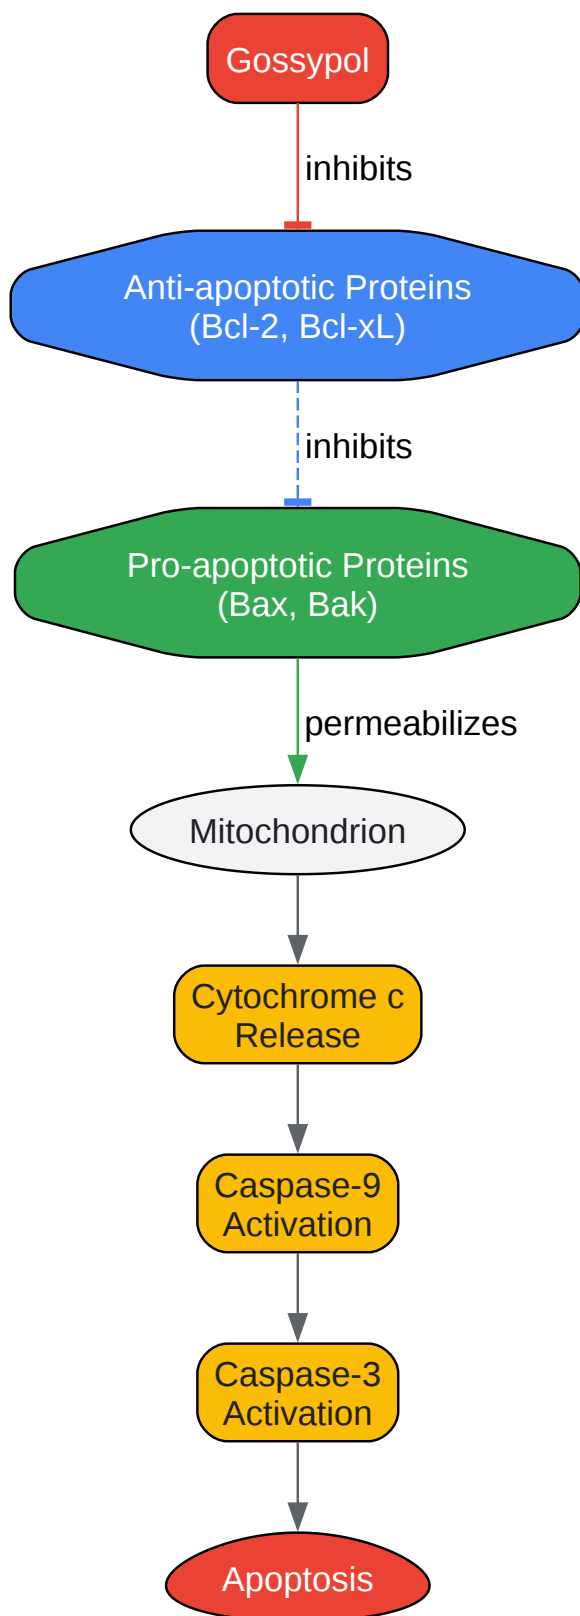 Gossypol
inhibits
Anti-apoptotic Proteins
(Bcl-2, Bcl-xL)
inhibits
Pro-apoptotic Proteins
(Bax, Bak)
permeabilizes
Mitochondrion
Cytochrome c
Release
Caspase-9
Activation
Caspase-3
Activation
Apoptosis